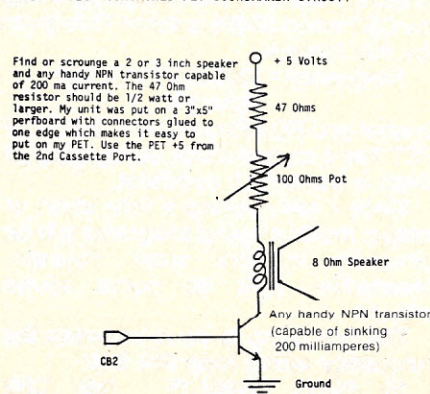 Find or scrounge a 2 or 3 inch speaker
and any handy NPN transistor capable
of 200 ma current. The 47 Ohm
resistor should be 1/2 watt or
larger. My unit was put on a 3"x5"
perfboard with connectors glued to
one edge which makes it easy to
put on my PET. Use the PET +5 from
the 2nd Cassette Port.
+ 5 Volts
47 Ohms
100 Ohms Pot
8 Ohm Speaker
Any handy NPN transistor
(capable of sinking
200 milliamperes)
CB2
Ground